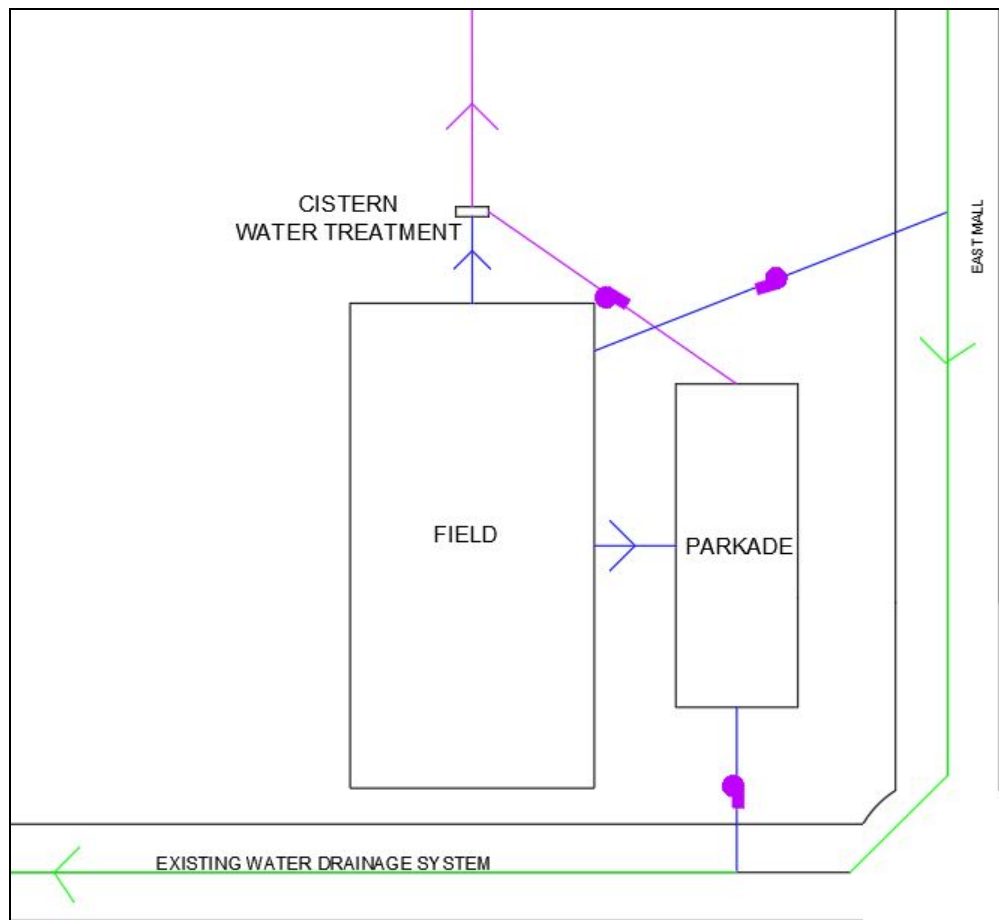 CISTERN
WATER TREATMENT
EAST MALL
FIELD
PARKADE
EXISTING WATER DRAINAGE SYSTEM